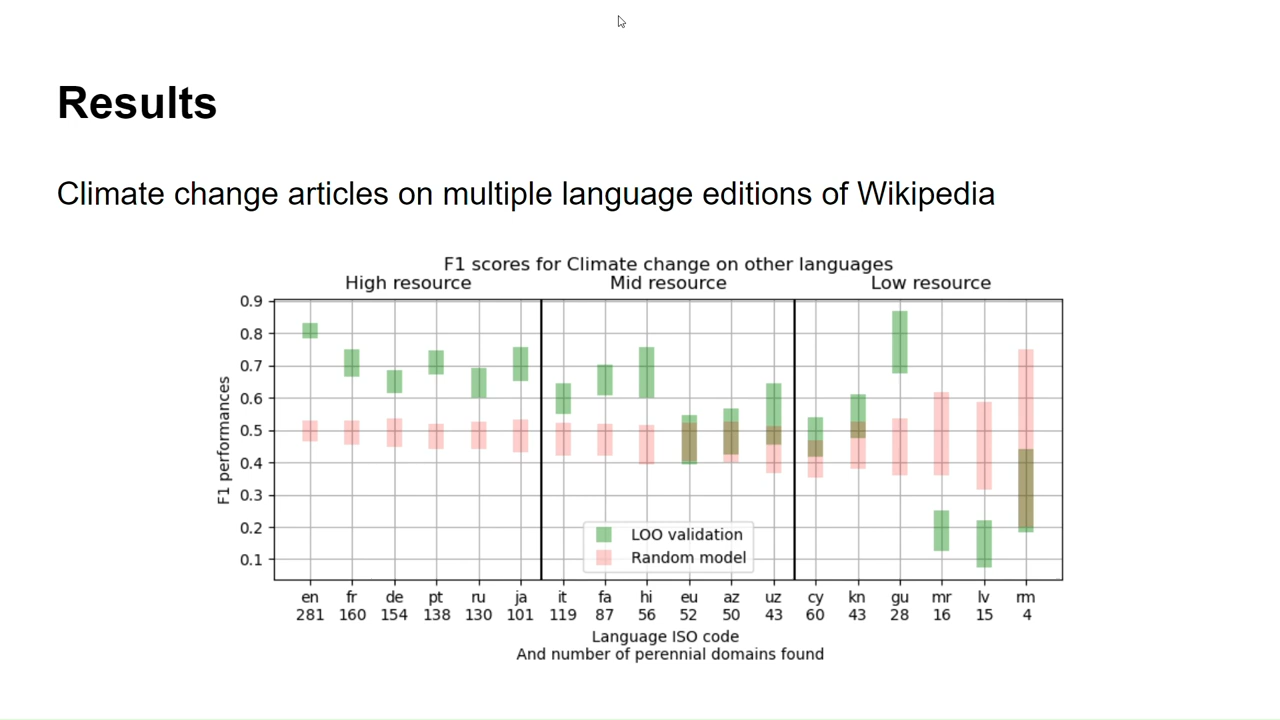 Results
Climate change articles on multiple language editions of Wikipedia
F1 scores for Climate change on other languages
High resource Mid resource Low resource
F1 performances
0.9
0.8
0.7
0.6
0.5
0.4
0.3
0.2
0.1
LOO validation
Random model
en fr de pt ru ja it fa hi eu az uz cy kn gu mr lv rm
281 160 154 138 130 101 119 87 56 52 50 43 60 43 28 16 15 4
Language ISO code
And number of perennial domains found